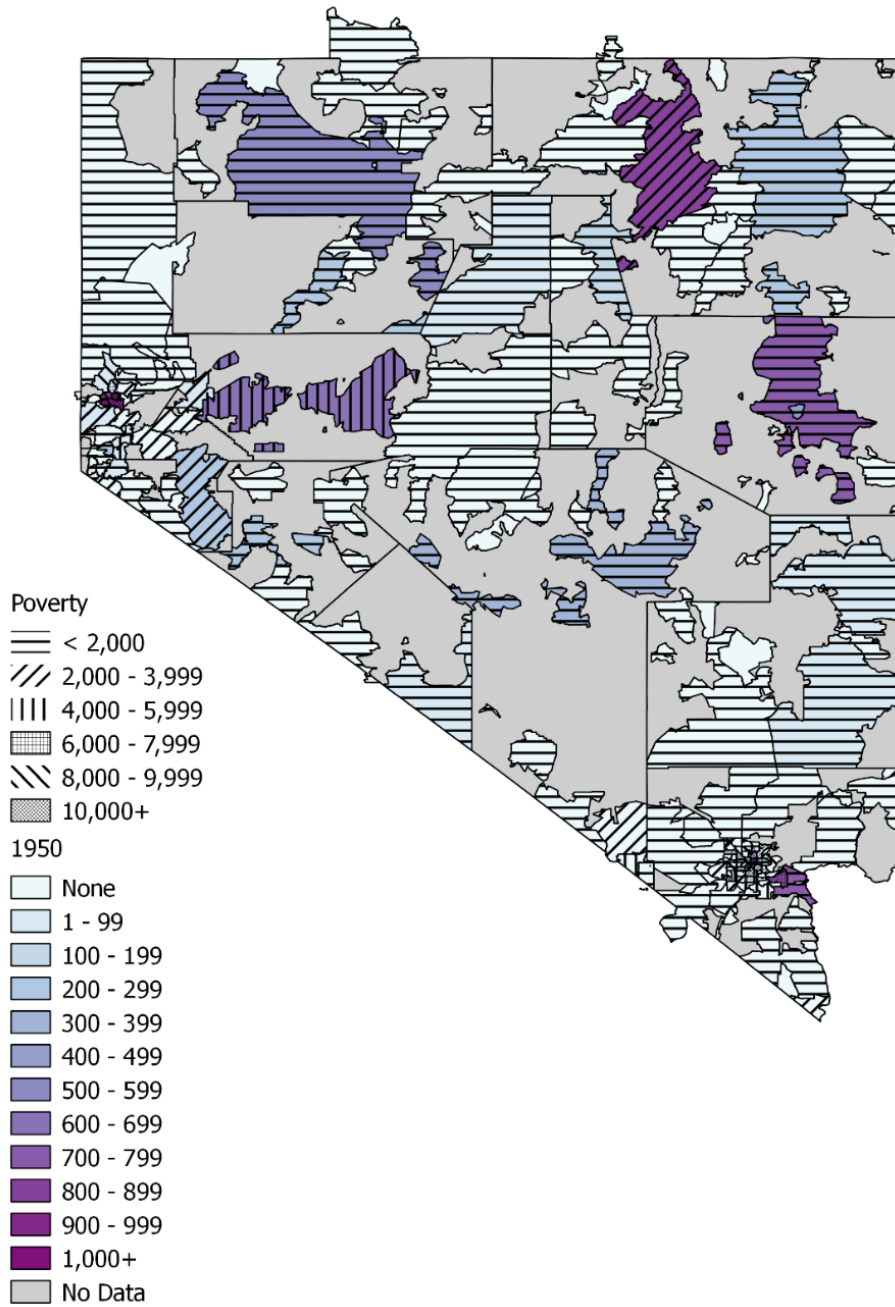 Poverty
< 2,000
2,000 - 3,999
4,000 - 5,999
6,000 - 7,999
8,000 - 9,999
10,000+
1950
None
1 - 99
100 - 199
200 - 299
300 - 399
400 - 499
500 - 599
600 - 699
700 - 799
800 - 899
900 - 999
1,000+
No Data